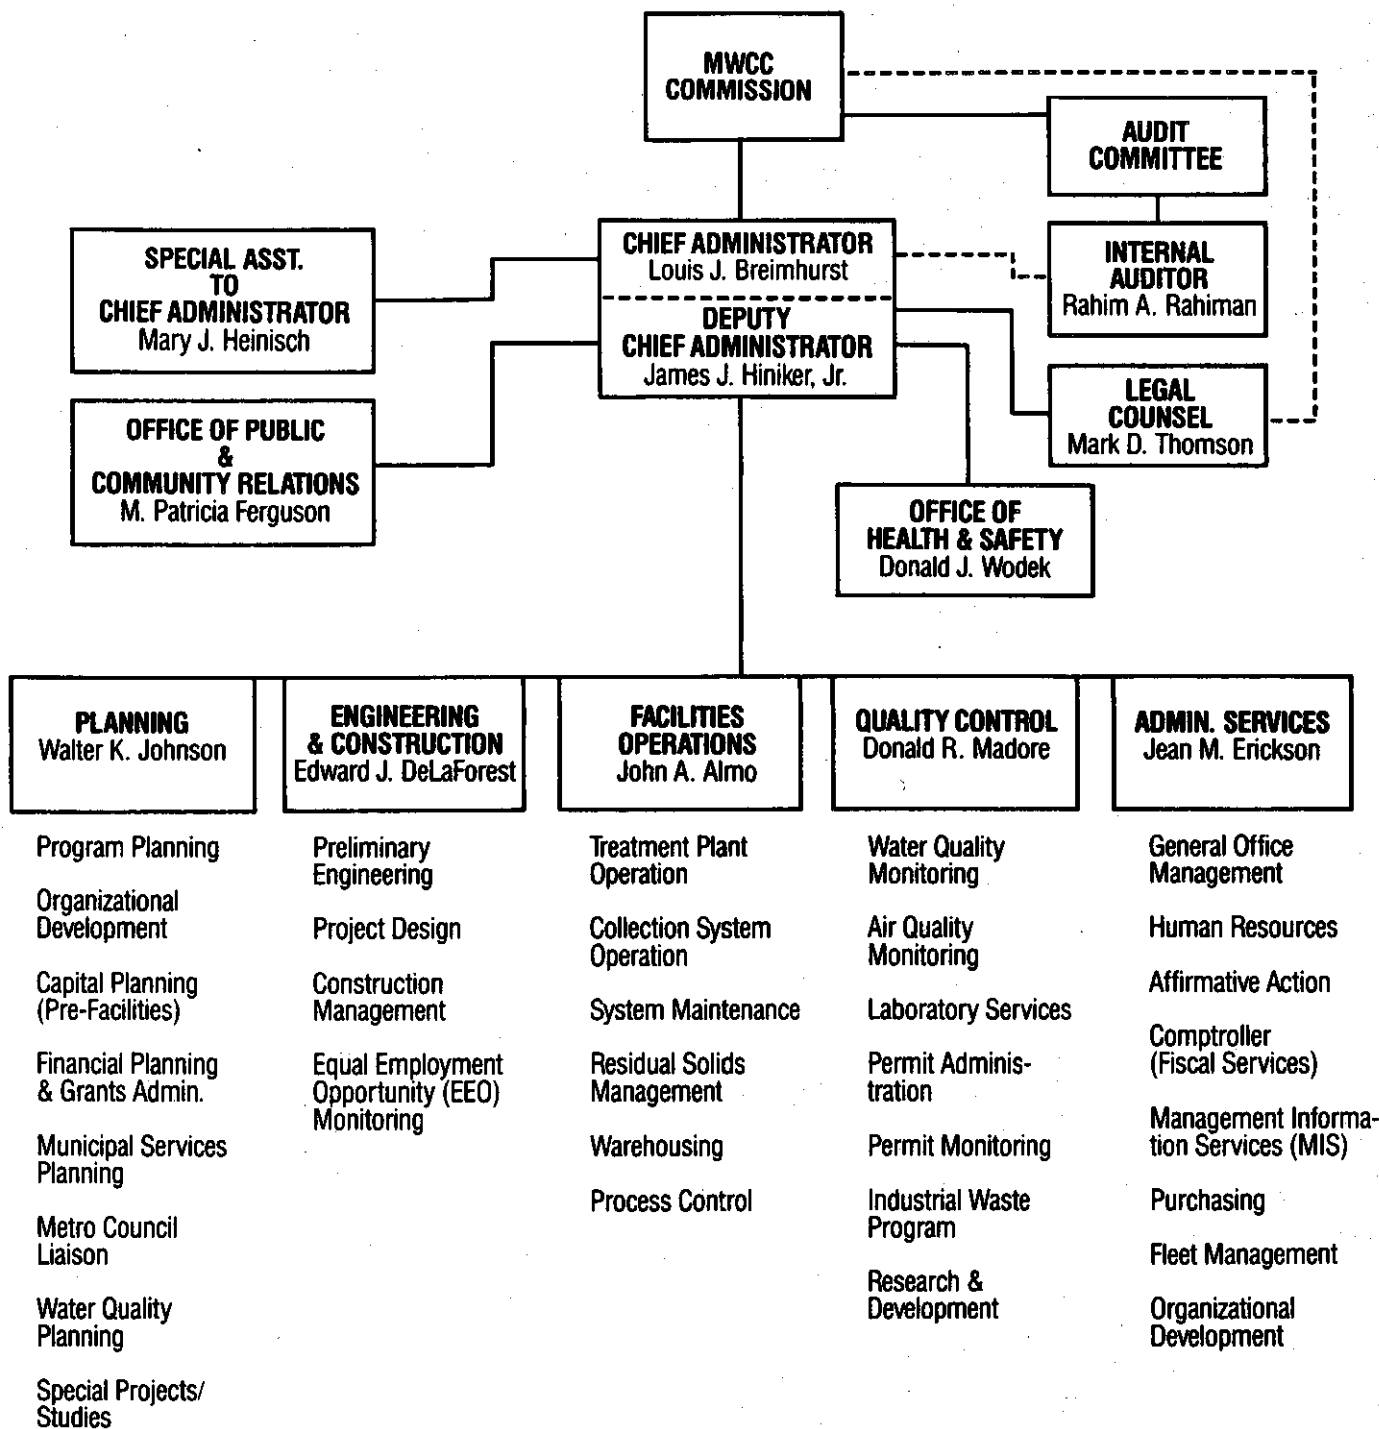 MWCC
COMMISSION
AUDIT
COMMITTEE
CHIEF ADMINISTRATOR
Louis J. Breimhurst
DEPUTY
CHIEF ADMINISTRATOR
James J. Hiniker, Jr.
SPECIAL ASST.
TO
CHIEF ADMINISTRATOR
Mary J. Heinisch
INTERNAL
AUDITOR
Rahim A. Rahiman
LEGAL
COUNSEL
Mark D. Thomson
OFFICE OF PUBLIC
&
COMMUNITY RELATIONS
M. Patricia Ferguson
OFFICE OF
HEALTH & SAFETY
Donald J. Wodek
PLANNING
Walter K. Johnson
Program Planning
Organizational
Development
Capital Planning
(Pre-Facilities)
Financial Planning
& Grants Admin.
Municipal Services
Planning
Metro Council
Liaison
Water Quality
Planning
Special Projects/
Studies
ENGINEERING
& CONSTRUCTION
Edward J. DeLaForest
Preliminary
Engineering
Project Design
Construction
Management
Equal Employment
Opportunity (EEO)
Monitoring
FACILITIES
OPERATIONS
John A. Almo
Treatment Plant
Operation
Collection System
Operation
System Maintenance
Residual Solids
Management
Warehousing
Process Control
QUALITY CONTROL
Donald R. Madore
Water Quality
Monitoring
Air Quality
Monitoring
Laboratory Services
Permit Adminis-
tration
Permit Monitoring
Industrial Waste
Program
Research &
Development
ADMIN. SERVICES
Jean M. Erickson
General Office
Management
Human Resources
Affirmative Action
Comptroller
(Fiscal Services)
Management Informa-
tion Services (MIS)
Purchasing
Fleet Management
Organizational
Development